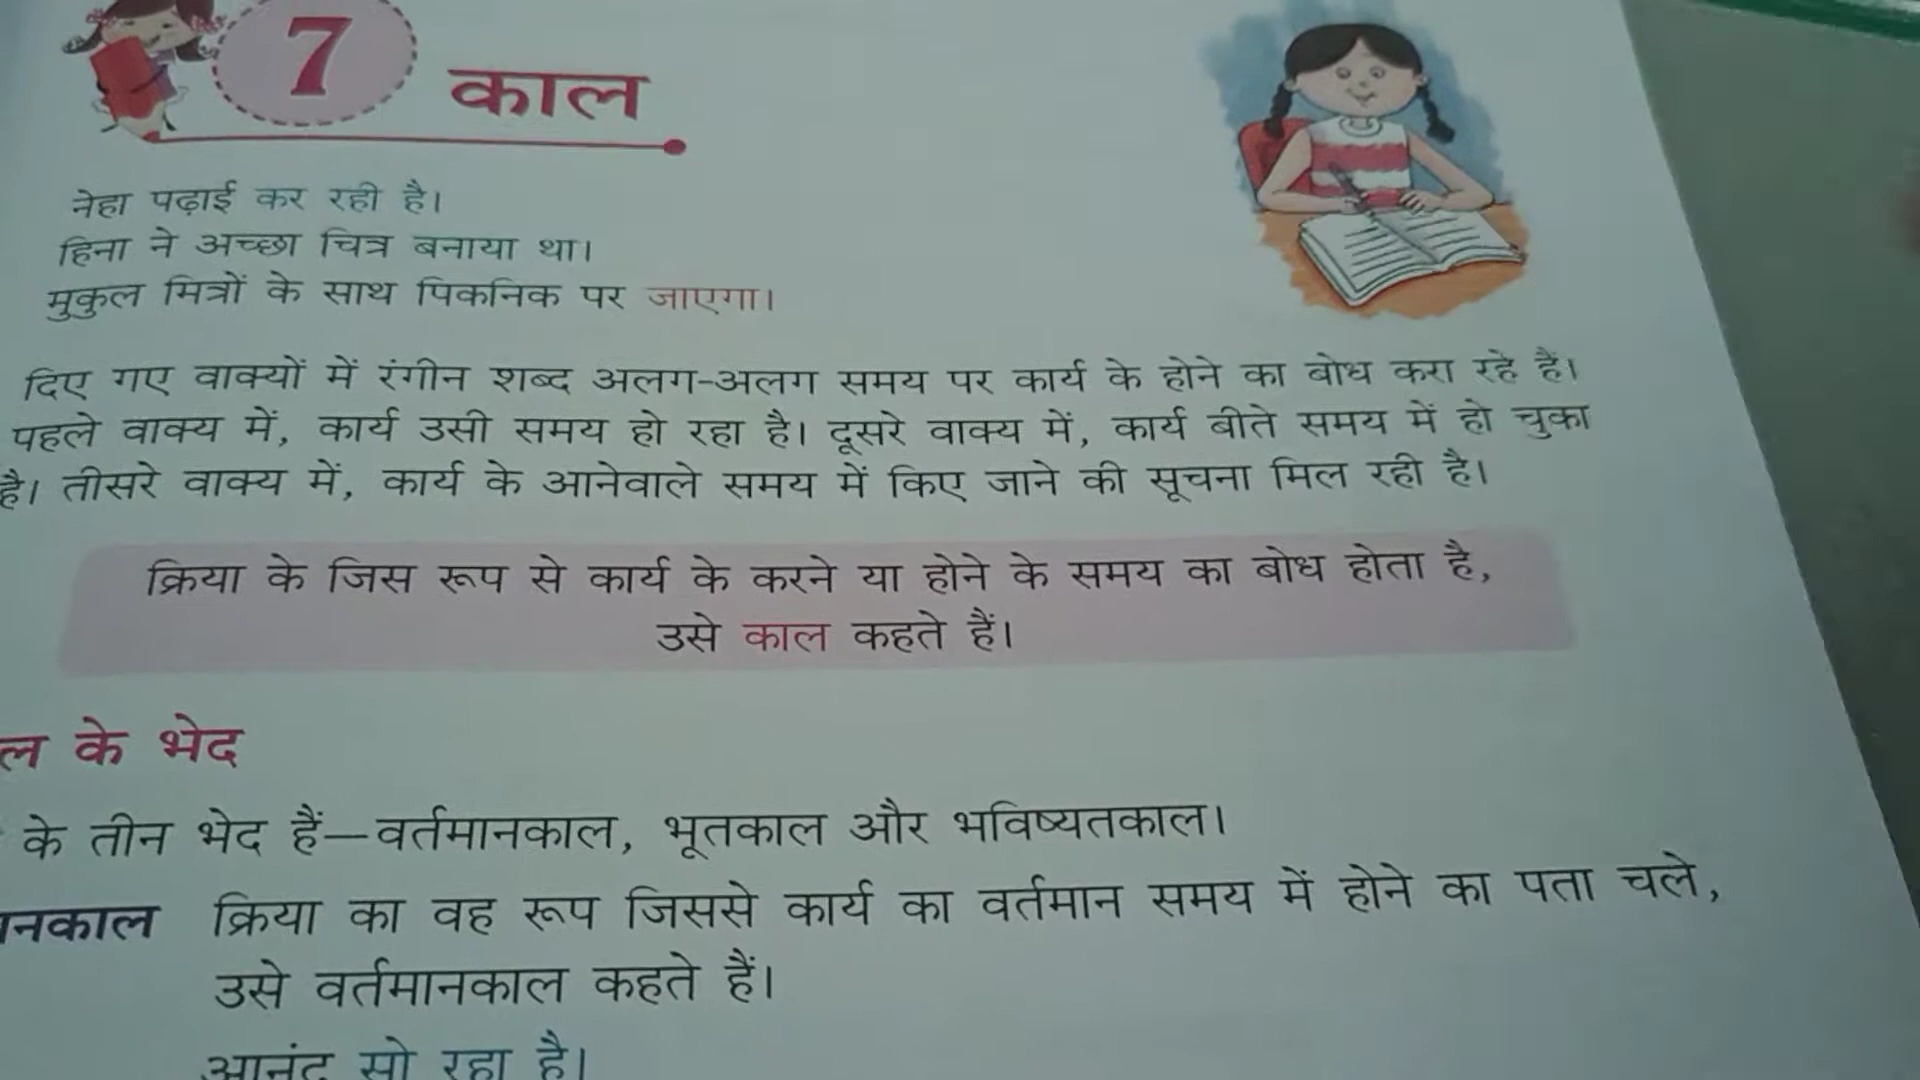 7 काल
नेहा पढ़ाई कर रही है।
हिना ने अच्छा चित्र बनाया था।
मुकुल मित्रों के साथ पिकनिक पर जाएगा।
दिए गए वाक्यों में रंगीन शब्द अलग-अलग समय पर कार्य के होने का बोध करा रहे हैं।
पहले वाक्य में, कार्य उसी समय हो रहा है। दूसरे वाक्य में, कार्य बीते समय में हो चुका
है। तीसरे वाक्य में, कार्य के आनेवाले समय में किए जाने की सूचना मिल रही है।
क्रिया के जिस रूप से कार्य के करने या होने के समय का बोध होता है,
उसे काल कहते हैं।
ल के भेद
के तीन भेद हैं—वर्तमानकाल, भूतकाल और भविष्यतकाल।
नकाल क्रिया का वह रूप जिससे कार्य का वर्तमान समय में होने का पता चले,
उसे वर्तमानकाल कहते हैं।
आनंद सो रहा है।